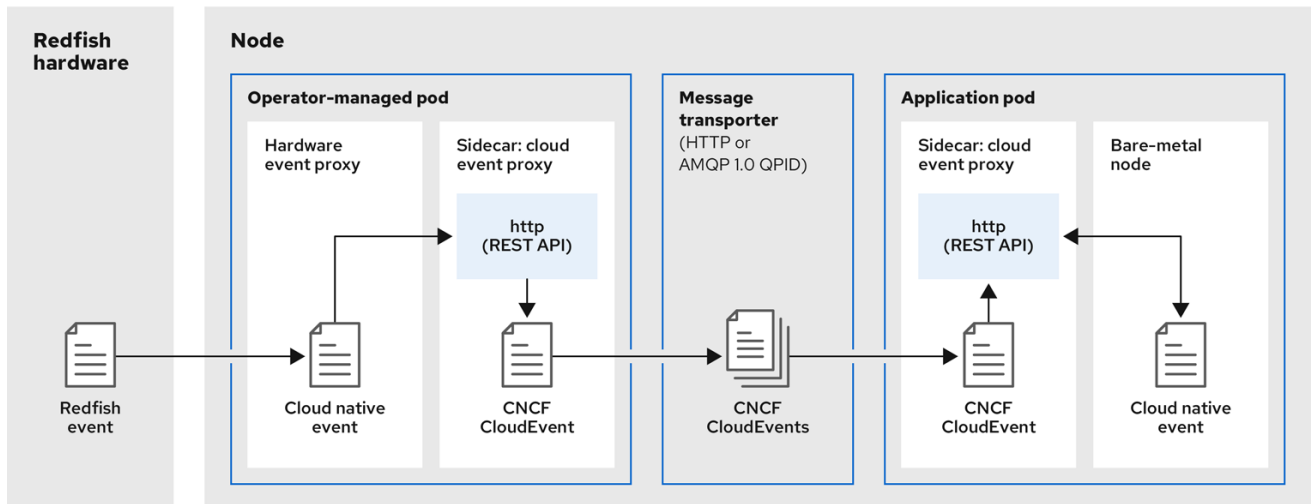 Redfish
hardware
Node
Operator-managed pod
Hardware
event proxy
Sidecar: cloud
event proxy
http
(REST API)
Message
transporter
(HTTP or
AMQP 1.0 QPID)
Application pod
Sidecar: cloud
event proxy
http
(REST API)
Bare-metal
node
Redfish
event
Cloud native
event
CNCF
CloudEvent
CNCF
CloudEvents
CNCF
CloudEvent
Cloud native
event